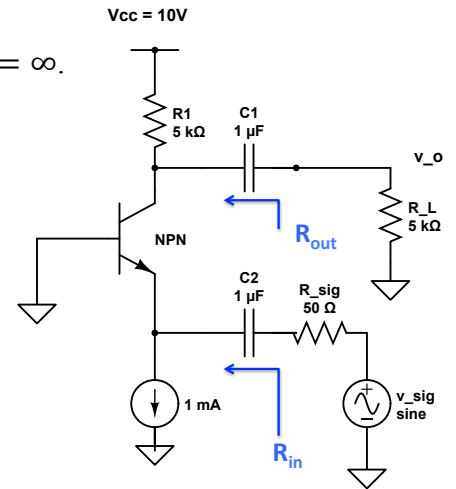 Vcc = 10V
= ∞.
R1
5 kΩ
C1
1 µF
v_o
R_L
5 kΩ
R_out
NPN
C2
1 µF
R_sig
50 Ω
1 mA
v_sig
sine
R_in